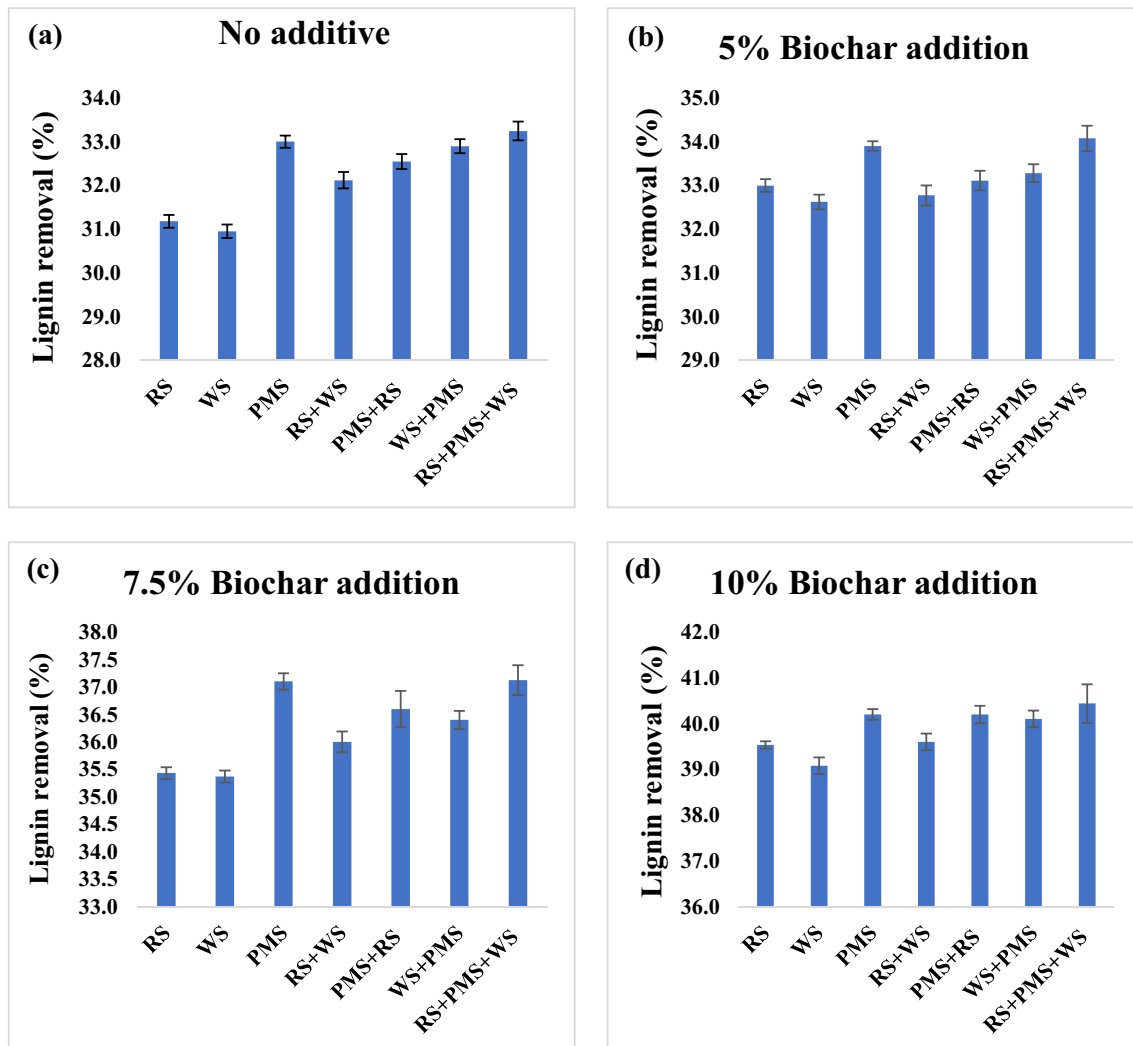 (a)
No additive
Lignin removal (%)
34.0
33.0
32.0
31.0
30.0
29.0
28.0
RS
WS
PMS
RS+WS
PMS+RS
WS+PMS
RS+PMS+WS
(b)
5% Biochar addition
Lignin removal (%)
35.0
34.0
33.0
32.0
31.0
30.0
29.0
RS
WS
PMS
RS+WS
PMS+RS
WS+PMS
RS+PMS+WS
(c)
7.5% Biochar addition
Lignin removal (%)
38.0
37.5
37.0
36.5
36.0
35.5
35.0
34.5
34.0
33.5
33.0
RS
WS
PMS
RS+WS
PMS+RS
WS+PMS
RS+PMS+WS
(d)
10% Biochar addition
Lignin removal (%)
42.0
41.0
40.0
39.0
38.0
37.0
36.0
RS
WS
PMS
RS+WS
PMS+RS
WS+PMS
RS+PMS+WS